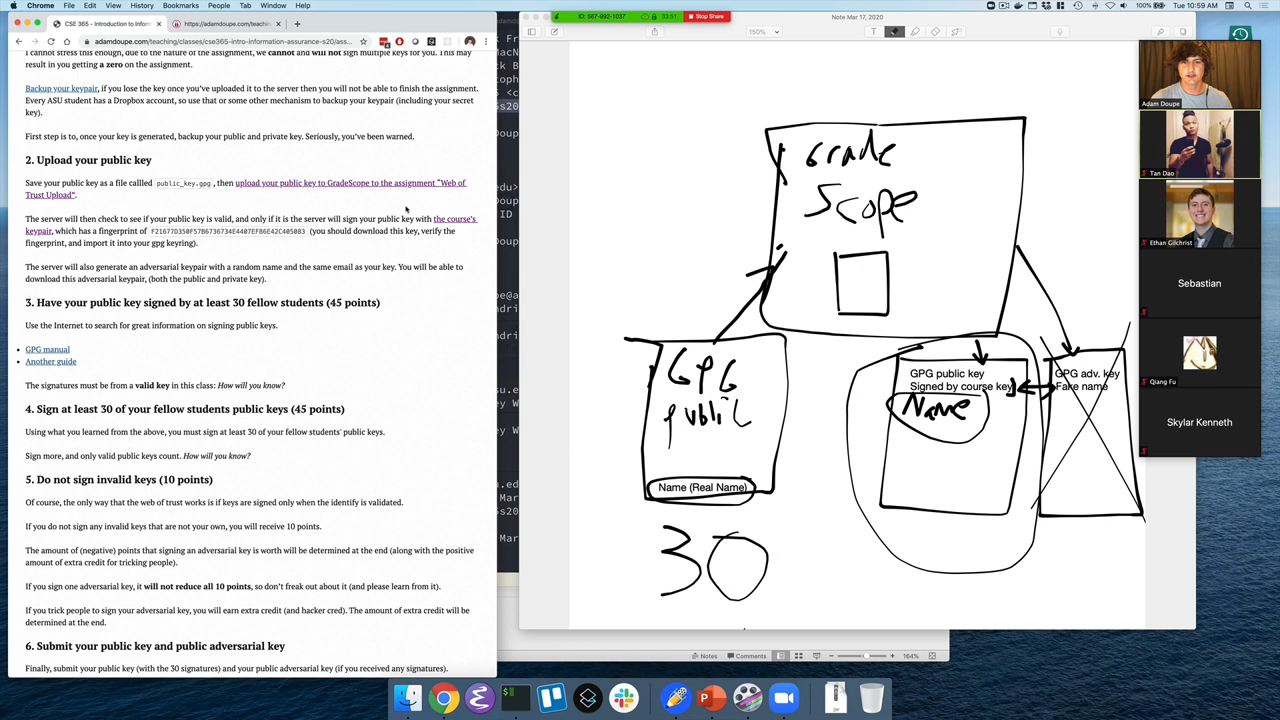 Chrome File Edit View History Bookmarks People Tab Window Help
100% Tue 10:59 AM
CSE 365 - Introduction to Inform
https://adamdoupe.com/teachin
adamdoupe.com/teaching/classes/cse365-intro-information-assurance-s20/ass...
567-992-1037
33:51
Stop Share
Note Mar 17, 2020
150%
cannot stress this enough, due to the nature of the assignment, we cannot and will not sign multiple keys for you. This may
result in you getting a zero on the assignment.
Backup your keypair, if you lose the key once you've uploaded it to the server then you will not be able to finish the assignment.
Every ASU student has a Dropbox account, so use that or some other mechanism to backup your keypair (including your secret
key).
First step is to, once your key is generated, backup your public and private key. Seriously, you've been warned.
2. Upload your public key
Save your public key as a file callled public_key.gpg, then upload your public key to GradeScope to the assignment "Web of
Trust Upload".
The server will then check to see if your public key is valid, and only if it is the server will sign your public key with the course's
keypair, which has a fingerprint of F21677D350F57B6736734E4407EF86E42C405083 (you should download this key, verify the
fingerprint, and import it into your gpg keyring).
The server will also generate an adversarial keypair with a random name and the same email as your key. You will be able to
download this adversarial keypair, (both the public and private key).
3. Have your public key signed by at least 30 fellow students (45 points)
Use the Internet to search for great information on signing public keys.
GPG manual
Another guide
The signatures must be from a valid key in this class: How will you know?
4. Sign at least 30 of your fellow students public keys (45 points)
Using what you learned from the above, you must sign at least 30 of your fellow students' public keys.
Sign more, and only valid public keys count. How will you know?
5. Do not sign invalid keys (10 points)
Of course, the only way that the web of trust works is if keys are signed only when the identify is validated.
If you do not sign any invalid keys that are not your own, you will receive 10 points.
The amount of (negative) points that signing an adversarial key is worth will be determined at the end (along with the positive
amount of extra credit for tricking people).
If you sign one adversarial key, it will not reduce all 10 points, so don't freak out about it (and please learn from it).
If you trick people to sign your adversarial key, you will earn extra credit (and hacker cred). The amount of extra credit will be
determined at the end.
6. Submit your public key and public adversarial key
Finally, submit your public key (with the 30 signatures) and your public adversarial key (if you received any signatures).
Grade
Scope
GPG
public
Name (Real Name)
30
GPG public key
Signed by course key
Name
GPG adv. key
Fake name
Adam Doupe
Tan Dao
Ethan Gilchrist
Sebastian
Qiang Fu
Skylar Kenneth
Notes Comments 164%